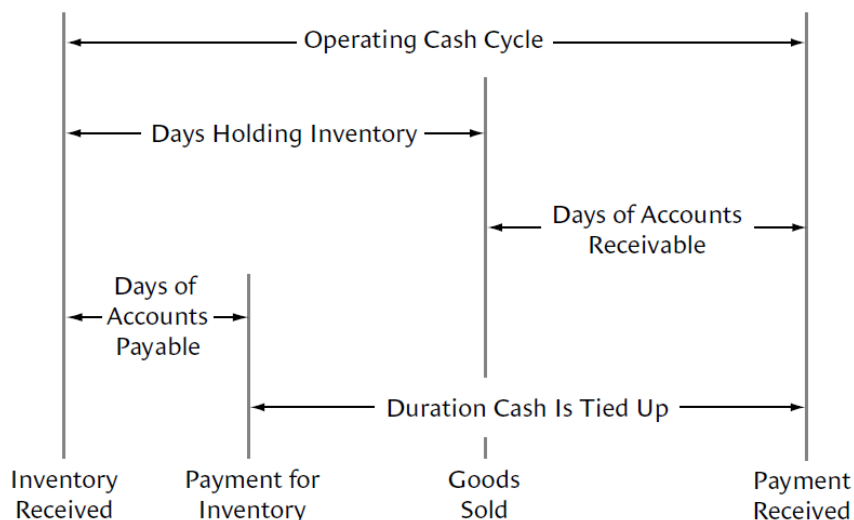 Operating Cash Cycle
Days Holding Inventory
Days of Accounts
Receivable
Days of
Accounts
Payable
Duration Cash Is Tied Up
Inventory
Received
Payment for
Inventory
Goods
Sold
Payment
Received